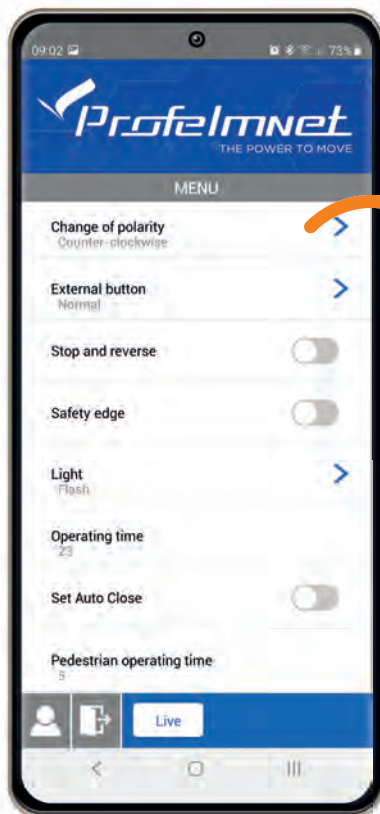 09:02
73%
Profelmnet
THE POWER TO MOVE
MENU
Change of polarity
Counter-clockwise
External button
Normal
Stop and reverse
Safety edge
Light
Flash
Operating time
23
Set Auto Close
Pedestrian operating time
5
Live